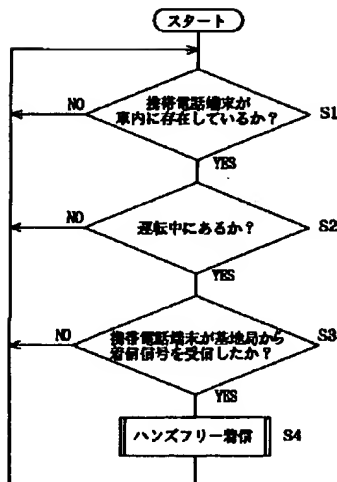 スタート
携帯電話端末が
車内に存在しているか?
S1
NO
YES
運転中にあるか?
S2
NO
YES
携帯電話端末が基地局から
着信信号を受信したか?
S3
NO
YES
ハンズフリー着信
S4